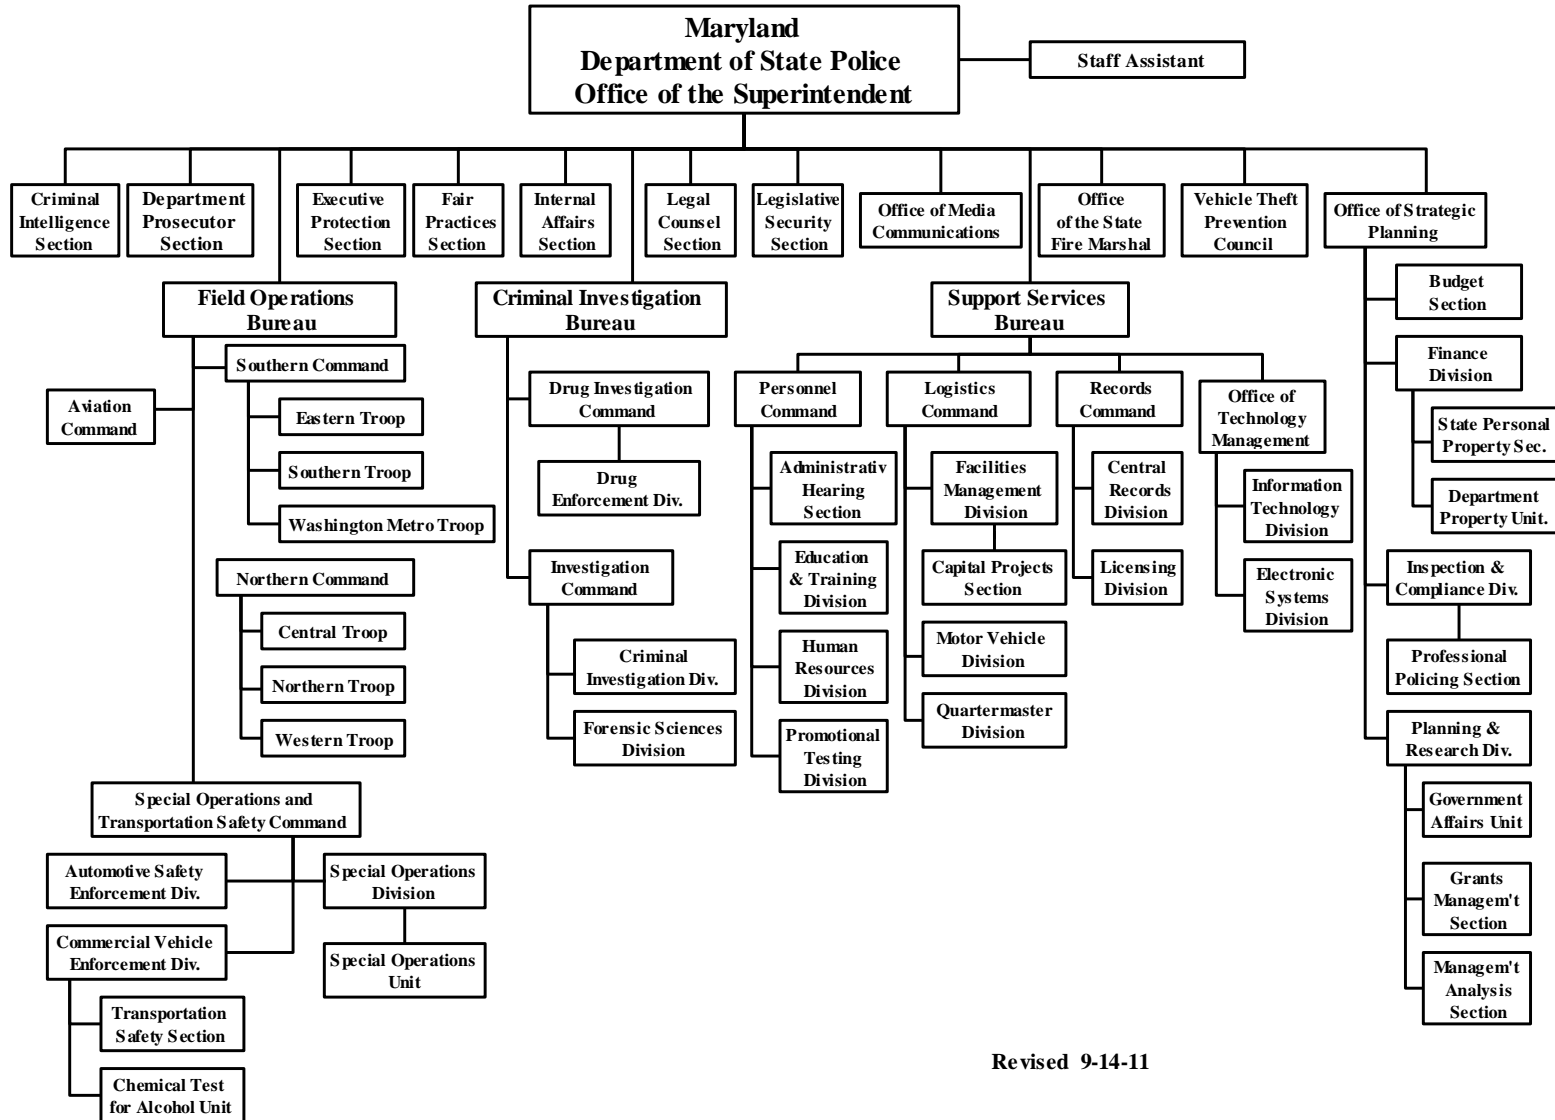 Maryland
Department of State Police
Office of the Superintendent
Staff Assistant
Criminal
Intelligence
Section
Department
Prosecutor
Section
Executive
Protection
Section
Fair
Practices
Section
Internal
Affairs
Section
Legal
Counsel
Section
Legislative
Security
Section
Office of Media
Communications
Office
of the State
Fire Marshal
Vehicle Theft
Prevention
Council
Office of Strategic
Planning
Field Operations
Bureau
Southern Command
Aviation
Command
Eastern Troop
Southern Troop
Washington Metro Troop
Northern Command
Central Troop
Northern Troop
Western Troop
Special Operations and
Transportation Safety Command
Automotive Safety
Enforcement Div.
Special Operations
Division
Commercial Vehicle
Enforcement Div.
Special Operations
Unit
Transportation
Safety Section
Chemical Test
for Alcohol Unit
Criminal Investigation
Bureau
Drug Investigation
Command
Drug
Enforcement Div.
Investigation
Command
Criminal
Investigation Div.
Forensic Sciences
Division
Support Services
Bureau
Personnel
Command
Administrativ
Hearing
Section
Education
& Training
Division
Human
Resources
Division
Promotional
Testing
Division
Logistics
Command
Facilities
Management
Division
Capital Projects
Section
Motor Vehicle
Division
Quartermaster
Division
Records
Command
Central
Records
Division
Licensing
Division
Office of
Technology
Management
Information
Technology
Division
Electronic
Systems
Division
Budget
Section
Finance
Division
State Personal
Property Sec.
Department
Property Unit.
Inspection &
Compliance Div.
Professional
Policing Section
Planning &
Research Div.
Government
Affairs Unit
Grants
Managem't
Section
Managem't
Analysis
Section
Revised 9-14-11